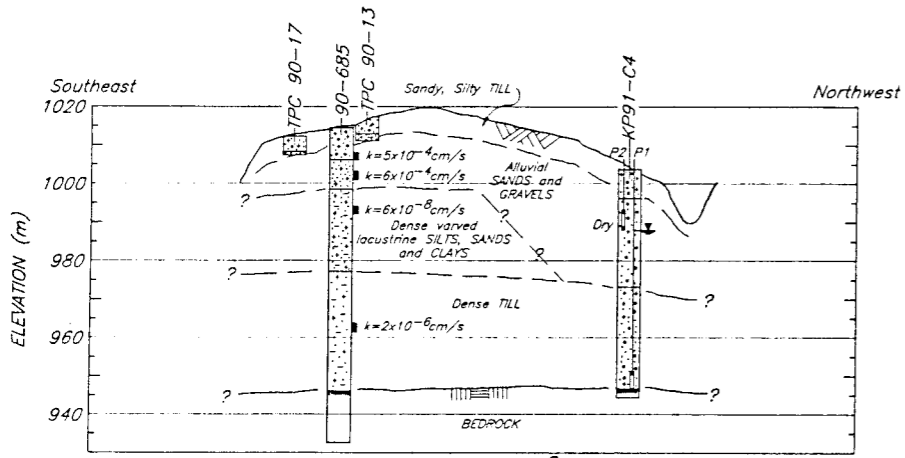 TPC 90-17
90-685
TPC 90-13
KP91-C4
Southeast
Northwest
Sandy, Silty TILL
1020
1000
980
960
940
ELEVATION (m)
P2
P1
k=5x10⁻⁴cm/s
k=6x10⁻⁴cm/s
k=6x10⁻⁸cm/s
Alluvial
SANDS and
GRAVELS
Dense varved
lacustrine SILTS, SANDS
and CLAYS
Dry
?
?
?
?
?
Dense TILL
k=2x10⁻⁶cm/s
?
?
BEDROCK